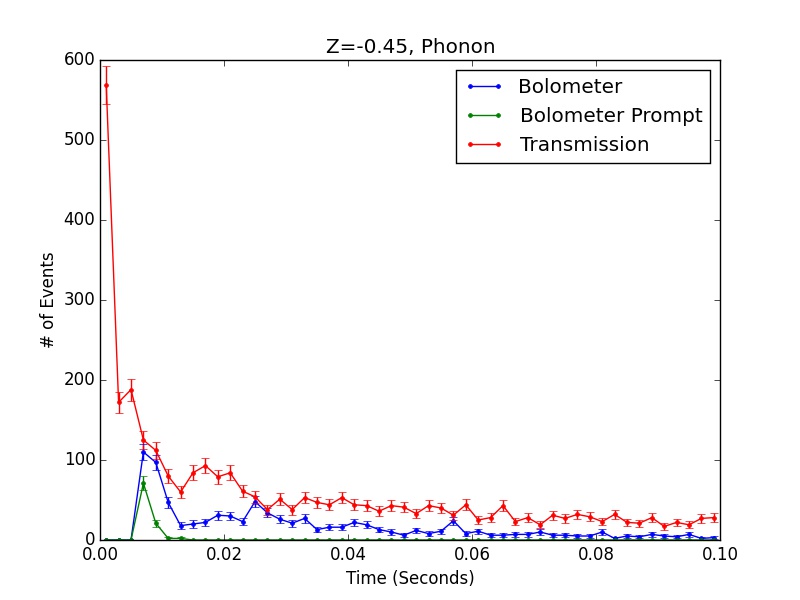 Z=-0.45, Phonon
Bolometer
Bolometer Prompt
Transmission
# of Events
600
500
400
300
200
100
0
0.00 0.02 0.04 0.06 0.08 0.10
Time (Seconds)